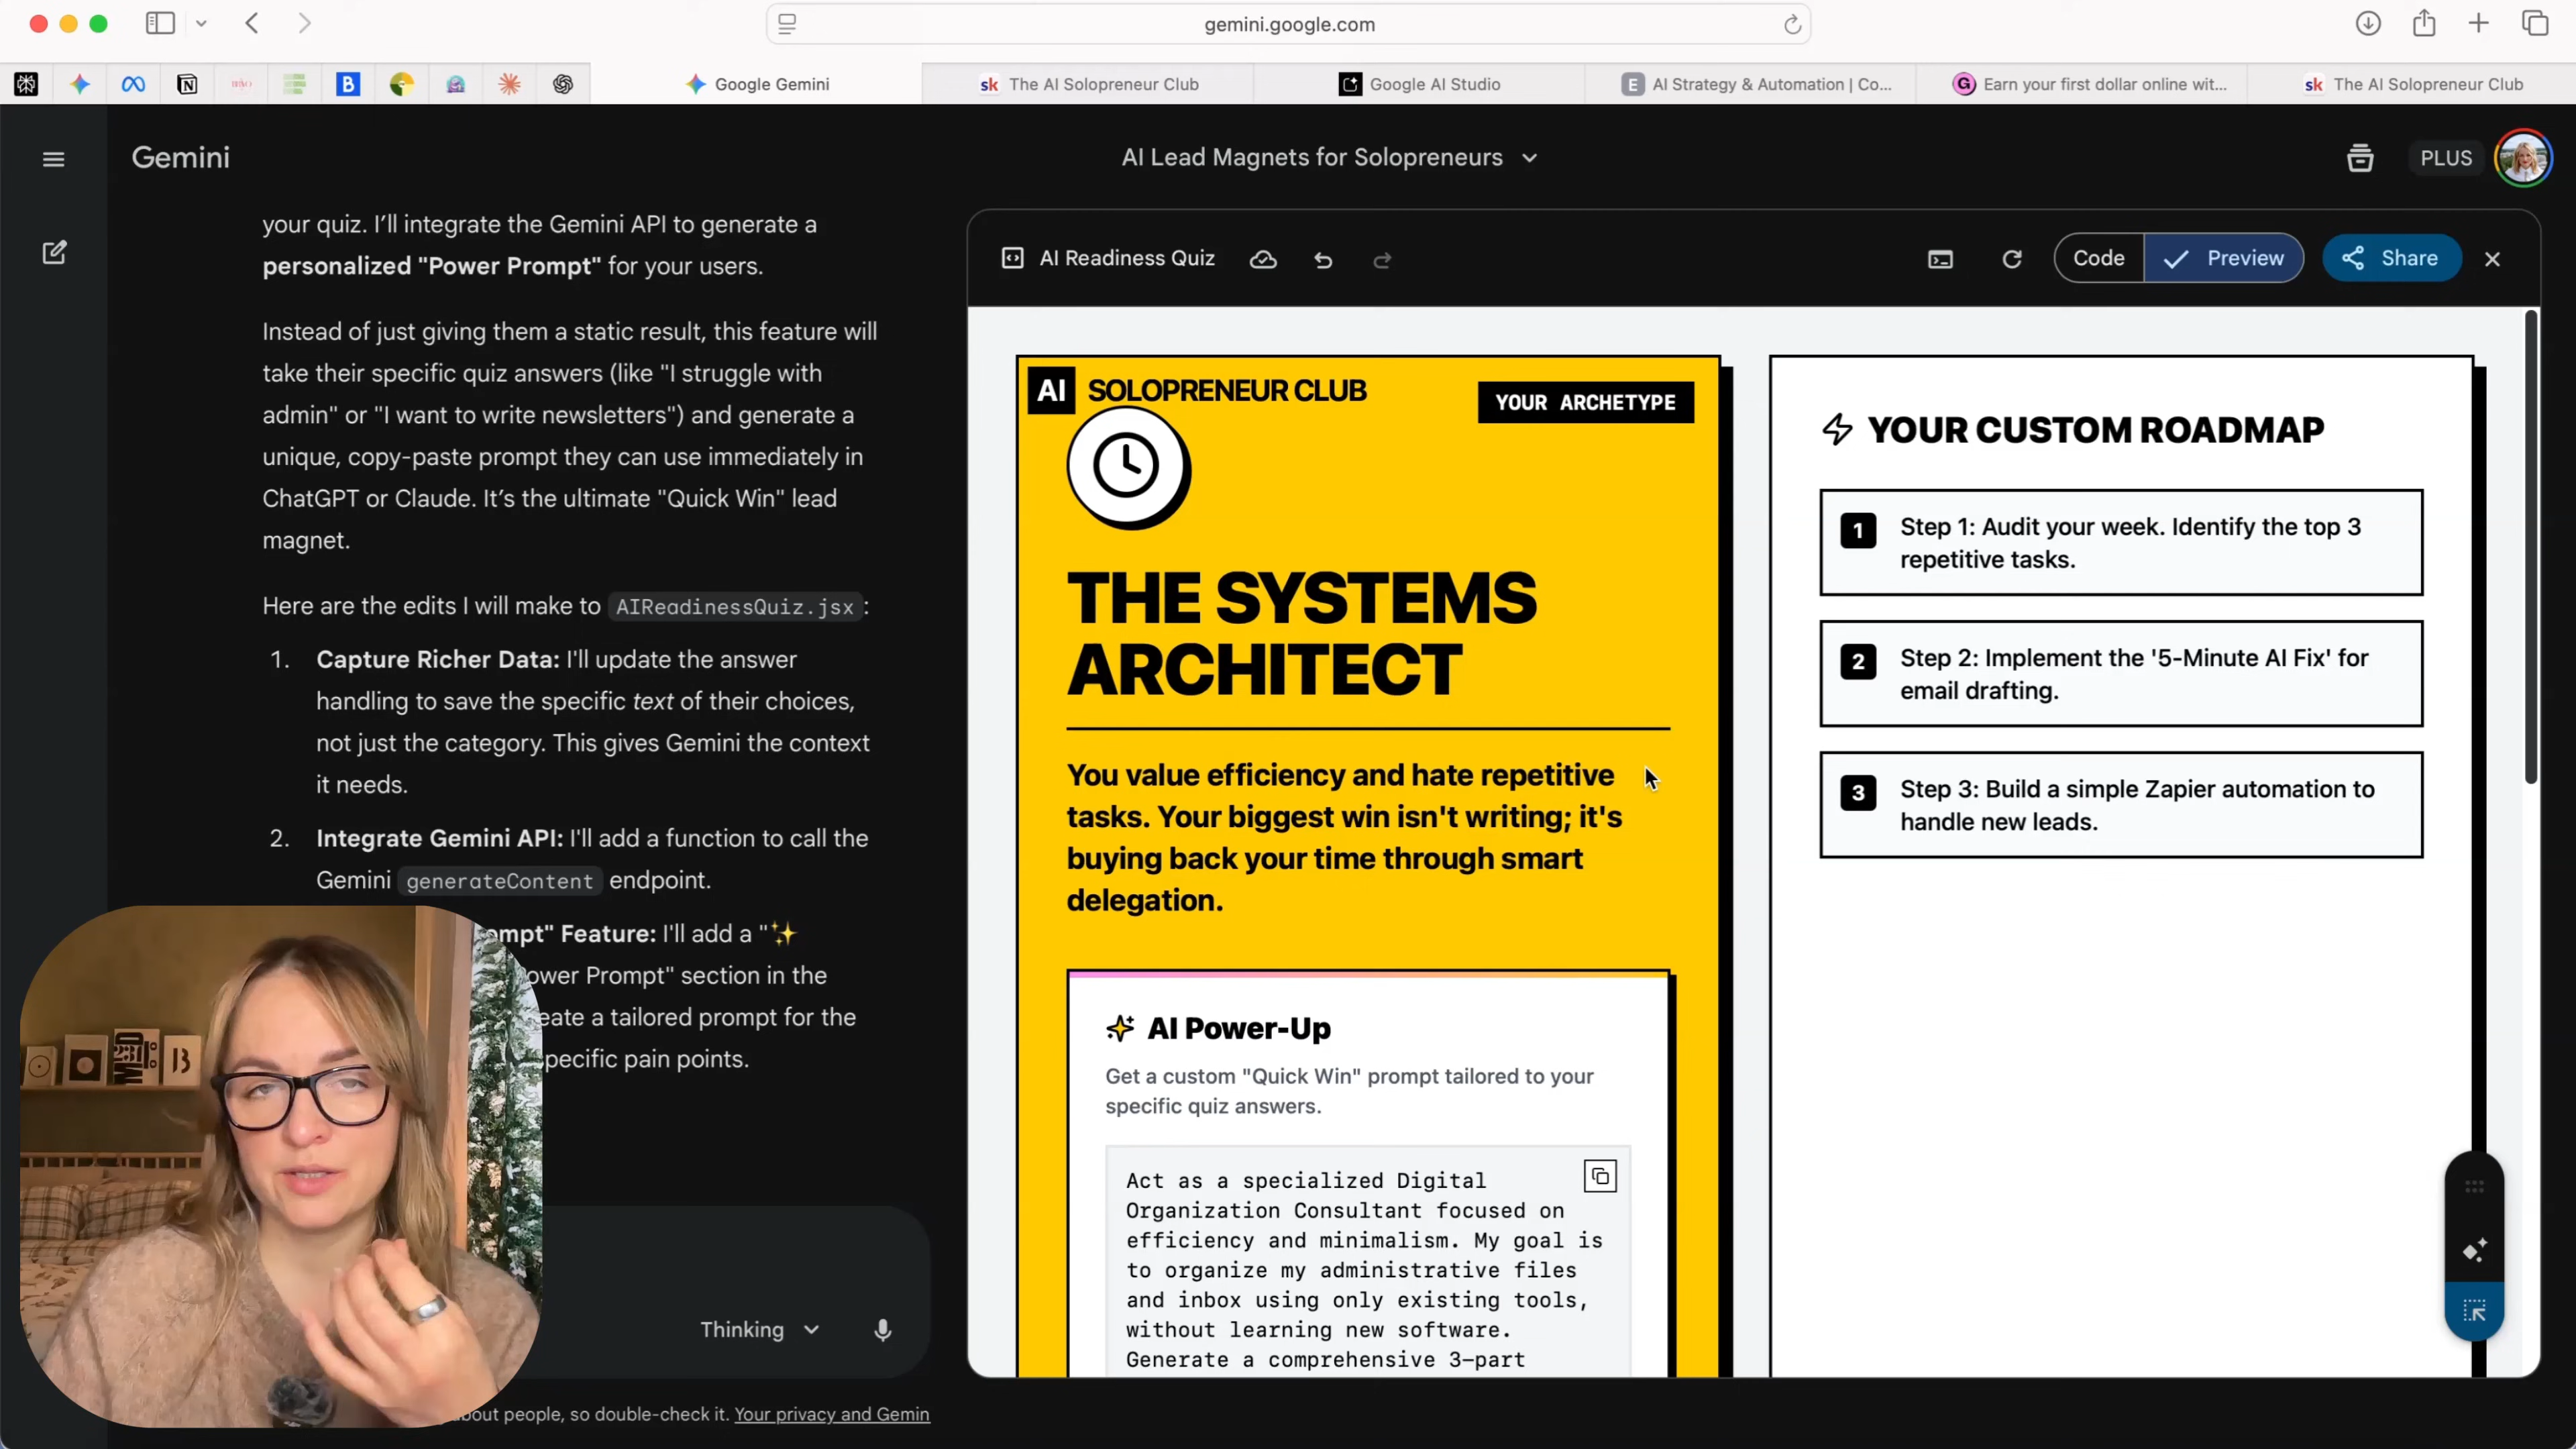 gemini.google.com
Google Gemini
The AI Solopreneur Club
Google AI Studio
AI Strategy & Automation | Co...
Earn your first dollar online wit...
The AI Solopreneur Club
Gemini
AI Lead Magnets for Solopreneurs
PLUS
your quiz. I’ll integrate the Gemini API to generate a
personalized "Power Prompt" for your users.
Instead of just giving them a static result, this feature will
take their specific quiz answers (like "I struggle with
admin" or "I want to write newsletters") and generate a
unique, copy-paste prompt they can use immediately in
ChatGPT or Claude. It’s the ultimate "Quick Win" lead
magnet.
Here are the edits I will make to AIReadinessQuiz.jsx:
1. Capture Richer Data: I'll update the answer
handling to save the specific text of their choices,
not just the category. This gives Gemini the context
it needs.
2. Integrate Gemini API: I'll add a function to call the
Gemini generateContent endpoint.
ompt" Feature: I'll add a "✨
ower Prompt" section in the
eate a tailored prompt for the
pecific pain points.
Thinking
about people, so double-check it. Your privacy and Gemin
AI Readiness Quiz
Code
Preview
Share
AI SOLOPRENEUR CLUB
YOUR ARCHETYPE
THE SYSTEMS
ARCHITECT
You value efficiency and hate repetitive
tasks. Your biggest win isn't writing; it's
buying back your time through smart
delegation.
AI Power-Up
Get a custom "Quick Win" prompt tailored to your
specific quiz answers.
Act as a specialized Digital
Organization Consultant focused on
efficiency and minimalism. My goal is
to organize my administrative files
and inbox using only existing tools,
without learning new software.
Generate a comprehensive 3-part
YOUR CUSTOM ROADMAP
1 Step 1: Audit your week. Identify the top 3
repetitive tasks.
2 Step 2: Implement the '5-Minute AI Fix' for
email drafting.
3 Step 3: Build a simple Zapier automation to
handle new leads.